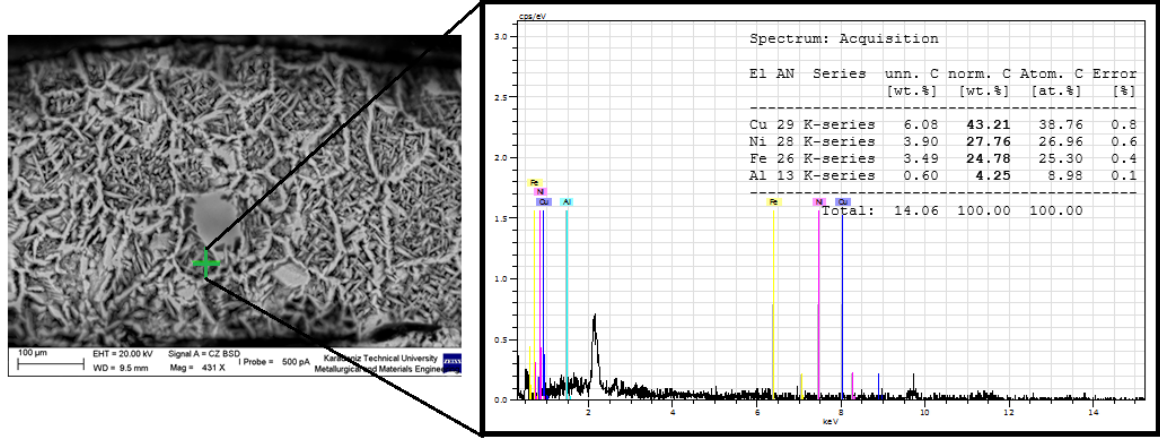 cps/eV
Spectrum: Acquisition
El AN Series unn. C norm. C Atom. C Error
[wt.%] [wt.%] [at.%] [%]
Cu 29 K-series 6.08 43.21 38.76 0.8
Ni 28 K-series 3.90 27.76 26.96 0.6
Fe 26 K-series 3.49 24.78 25.30 0.4
Al 13 K-series 0.60 4.25 8.98 0.1
Total: 14.06 100.00 100.00
3.0
2.5
2.0
1.5
1.0
0.5
0.0
Fe
Ni
Cu
Al
Fe
Ni
Cu
2 4 6 8 10 12 14
keV
100 µm
EHT = 20.00 kV
WD = 9.5 mm
Signal A = CZ BSD
Mag = 431 X
I Probe = 500 pA
Karadeniz Technical University
Metallurgical and Materials
ZEISS